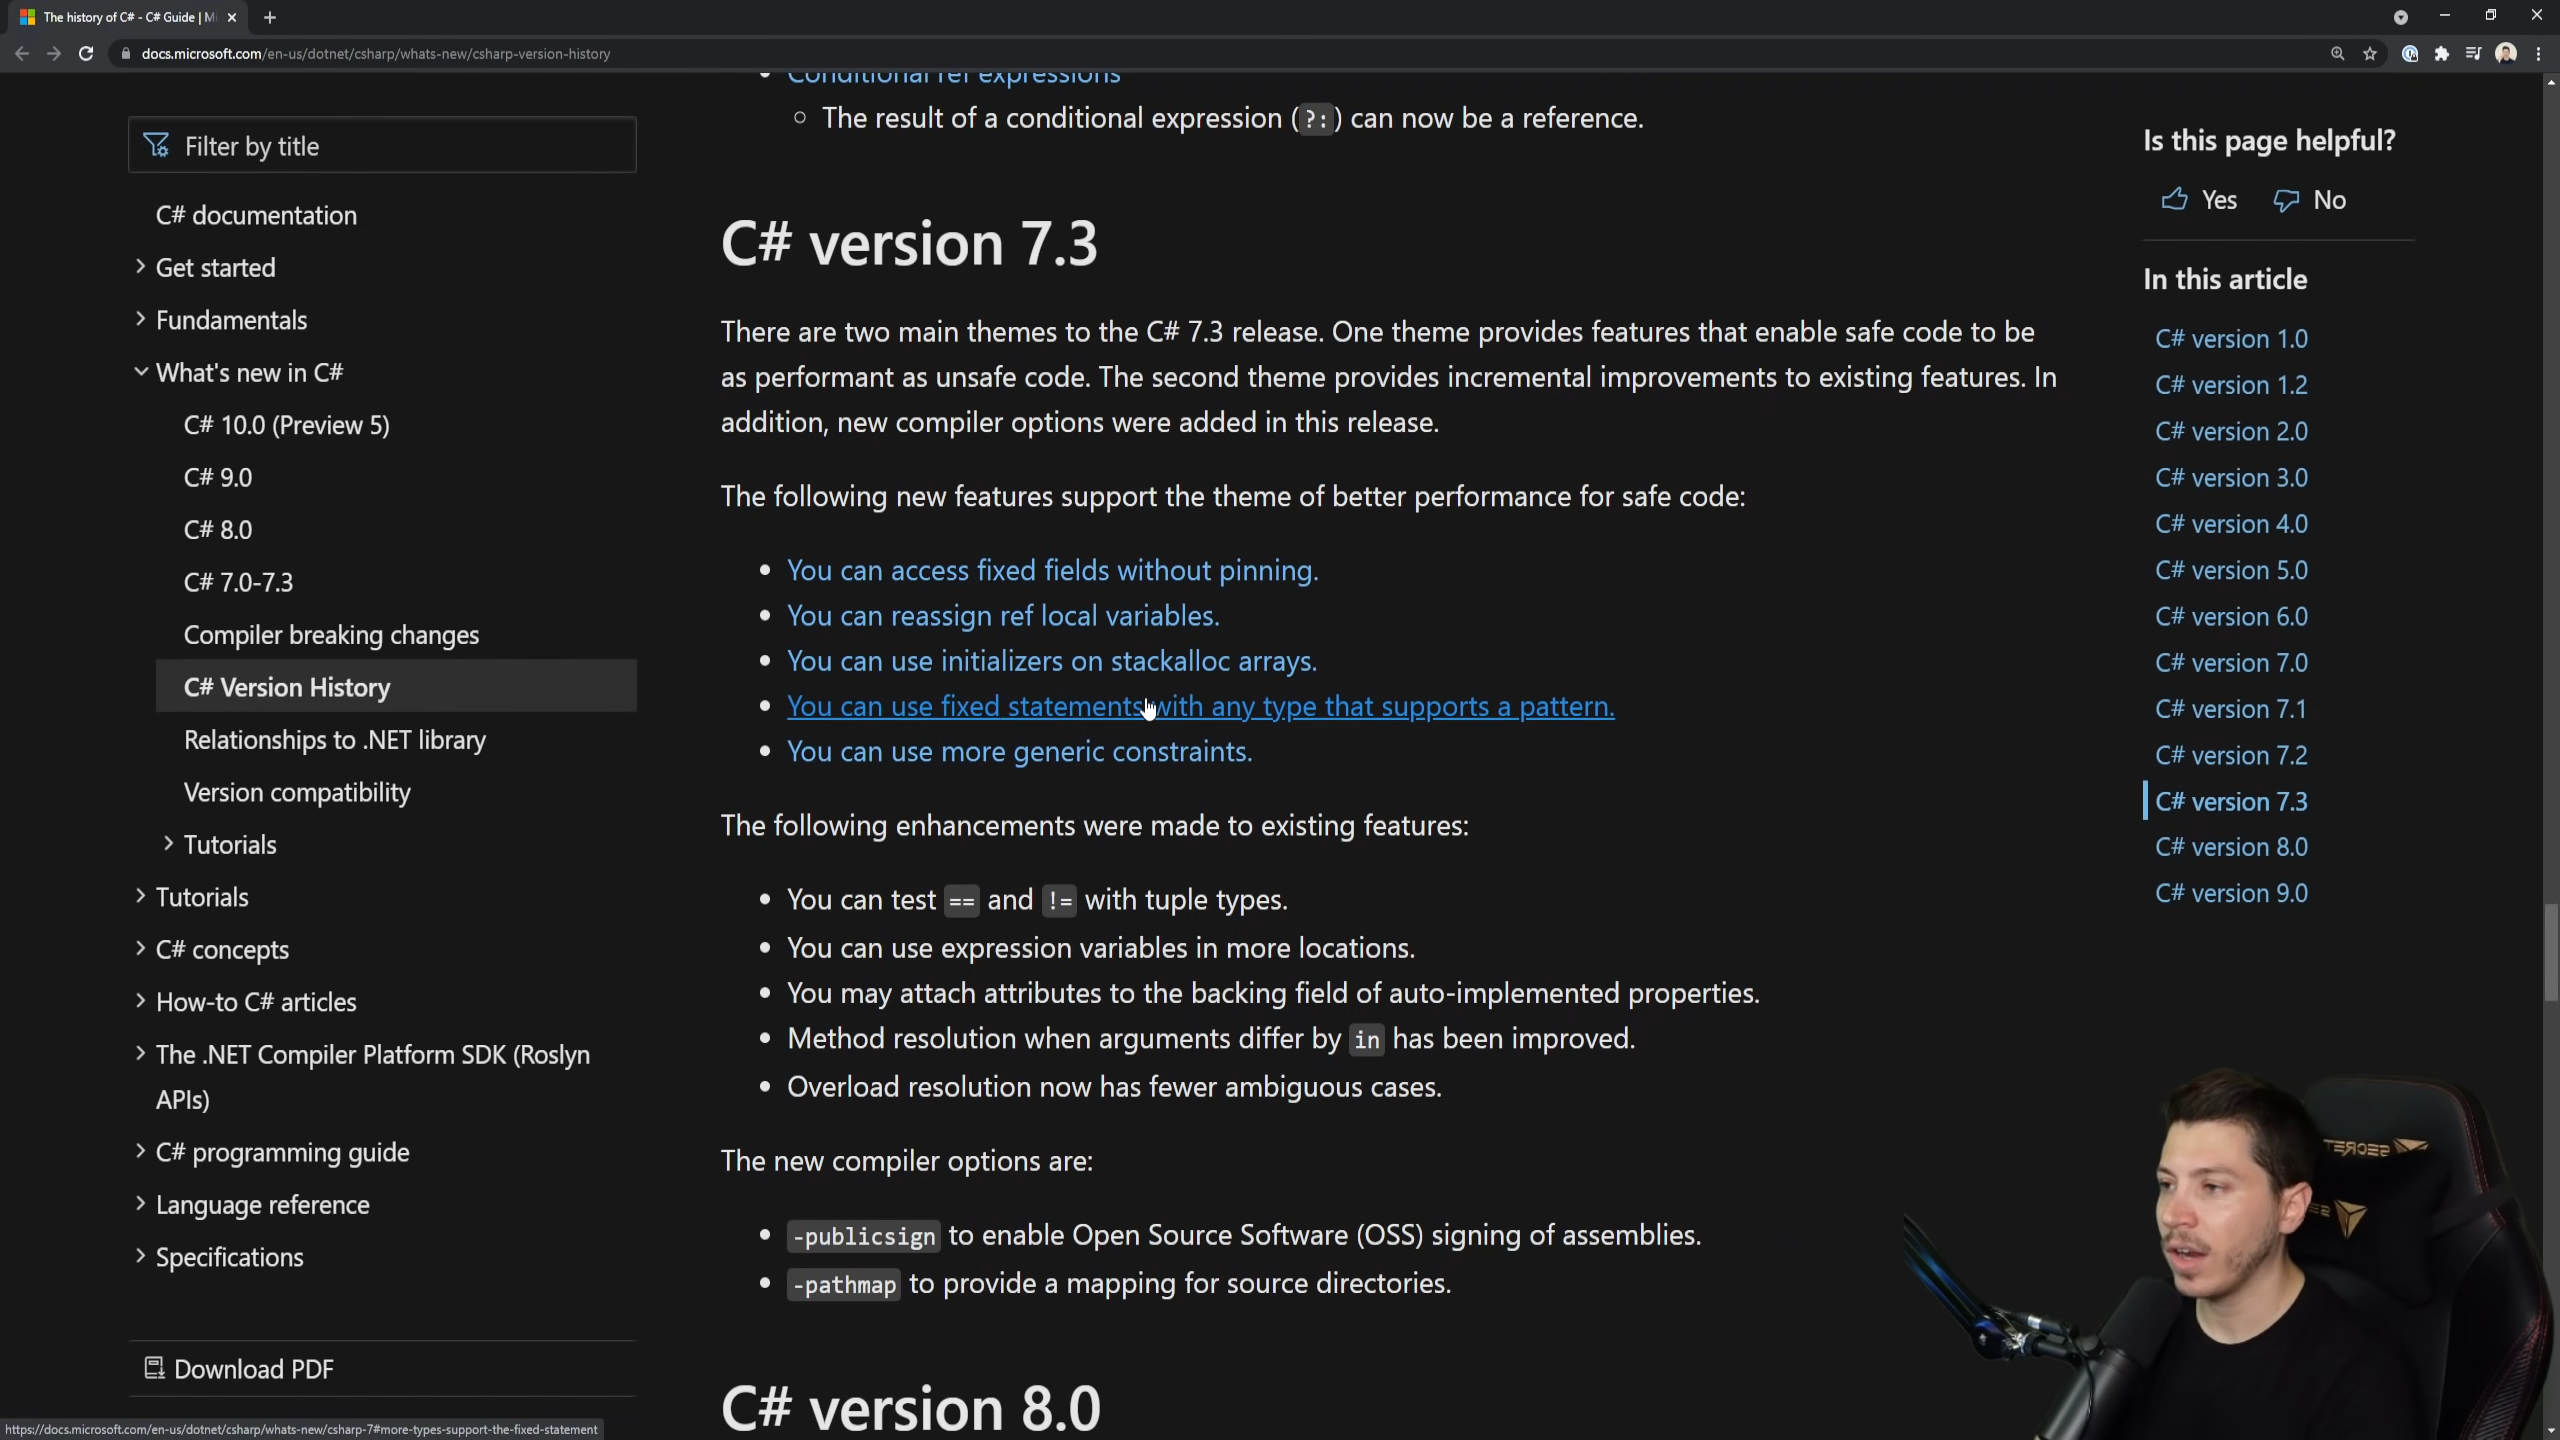 The history of C# - C# Guide | Mi
docs.microsoft.com/en-us/dotnet/csharp/whats-new/csharp-version-history
Filter by title
C# documentation
Get started
Fundamentals
What's new in C#
C# 10.0 (Preview 5)
C# 9.0
C# 8.0
C# 7.0-7.3
Compiler breaking changes
C# Version History
Relationships to .NET library
Version compatibility
Tutorials
Tutorials
C# concepts
How-to C# articles
The .NET Compiler Platform SDK (Roslyn
APIs)
C# programming guide
Language reference
Specifications
Download PDF
Conditional ref expressions
The result of a conditional expression (?:) can now be a reference.
C# version 7.3
There are two main themes to the C# 7.3 release. One theme provides features that enable safe code to be
as performant as unsafe code. The second theme provides incremental improvements to existing features. In
addition, new compiler options were added in this release.
The following new features support the theme of better performance for safe code:
You can access fixed fields without pinning.
You can reassign ref local variables.
You can use initializers on stackalloc arrays.
You can use fixed statements with any type that supports a pattern.
You can use more generic constraints.
The following enhancements were made to existing features:
You can test == and != with tuple types.
You can use expression variables in more locations.
You may attach attributes to the backing field of auto-implemented properties.
Method resolution when arguments differ by in has been improved.
Overload resolution now has fewer ambiguous cases.
The new compiler options are:
-publicsign to enable Open Source Software (OSS) signing of assemblies.
-pathmap to provide a mapping for source directories.
C# version 8.0
Is this page helpful?
Yes No
In this article
C# version 1.0
C# version 1.2
C# version 2.0
C# version 3.0
C# version 4.0
C# version 5.0
C# version 6.0
C# version 7.0
C# version 7.1
C# version 7.2
C# version 7.3
C# version 8.0
C# version 9.0
https://docs.microsoft.com/en-us/dotnet/csharp/whats-new/csharp-7#more-types-support-the-fixed-statement